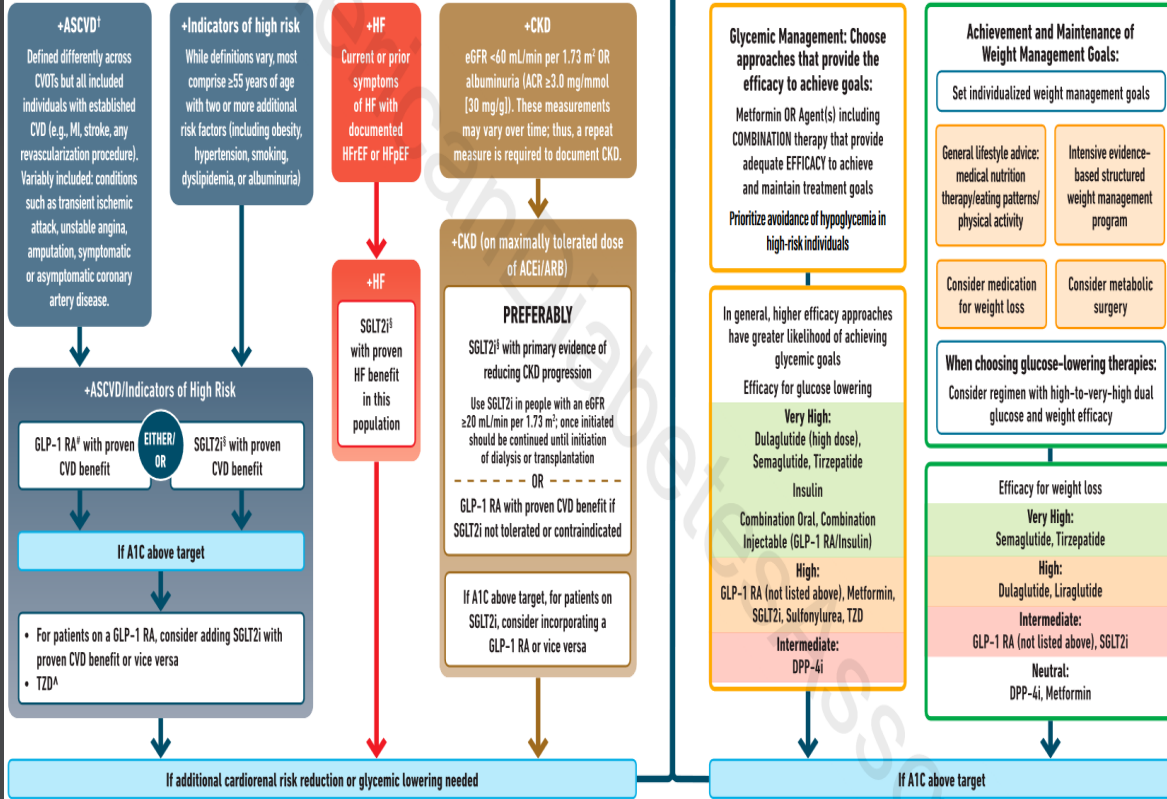 +ASCVD†
Defined differently across
CVOTs but all included
individuals with established
CVD (e.g., MI, stroke, any
revascularization procedure).
Variably included: conditions
such as transient ischemic
attack, unstable angina,
amputation, symptomatic
or asymptomatic coronary
artery disease.
+Indicators of high risk
While definitions vary, most
comprise ≥55 years of age
with two or more additional
risk factors (including obesity,
hypertension, smoking,
dyslipidemia, or albuminuria)
+HF
Current or prior
symptoms
of HF with
documented
HFrEF or HFpEF
+CKD
eGFR <60 mL/min per 1.73 m² OR
albuminuria (ACR ≥3.0 mg/mmol
[30 mg/g]). These measurements
may vary over time; thus, a repeat
measure is required to document CKD.
+ASCVD/Indicators of High Risk
GLP-1 RA# with proven
CVD benefit
EITHER/
OR
SGLT2i§ with proven
CVD benefit
If A1C above target
• For patients on a GLP-1 RA, consider adding SGLT2i with
proven CVD benefit or vice versa
• TZD^
+HF
SGLT2i§
with proven
HF benefit
in this
population
+CKD (on maximally tolerated dose
of ACEi/ARB)
PREFERABLY
SGLT2i§ with primary evidence of
reducing CKD progression
Use SGLT2i in people with an eGFR
≥20 mL/min per 1.73 m²; once initiated
should be continued until initiation
of dialysis or transplantation
OR
GLP-1 RA with proven CVD benefit if
SGLT2i not tolerated or contraindicated
If A1C above target, for patients on
SGLT2i, consider incorporating a
GLP-1 RA or vice versa
If additional cardiorenal risk reduction or glycemic lowering needed
Glycemic Management: Choose
approaches that provide the
efficacy to achieve goals:
Metformin OR Agent(s) including
COMBINATION therapy that provide
adequate EFFICACY to achieve
and maintain treatment goals
Prioritize avoidance of hypoglycemia in
high-risk individuals
In general, higher efficacy approaches
have greater likelihood of achieving
glycemic goals
Efficacy for glucose lowering
Very High:
Dulaglutide (high dose),
Semaglutide, Tirzepatide
Insulin
Combination Oral, Combination
Injectable (GLP-1 RA/Insulin)
High:
GLP-1 RA (not listed above), Metformin,
SGLT2i, Sulfonylurea, TZD
Intermediate:
DPP-4i
Achievement and Maintenance of
Weight Management Goals:
Set individualized weight management goals
General lifestyle advice:
medical nutrition
therapy/eating patterns/
physical activity
Intensive evidence-
based structured
weight management
program
Consider medication
for weight loss
Consider metabolic
surgery
When choosing glucose-lowering therapies:
Consider regimen with high-to-very-high dual
glucose and weight efficacy
Efficacy for weight loss
Very High:
Semaglutide, Tirzepatide
High:
Dulaglutide, Liraglutide
Intermediate:
GLP-1 RA (not listed above), SGLT2i
Neutral:
DPP-4i, Metformin
If A1C above target
ericanDiabetesAsso